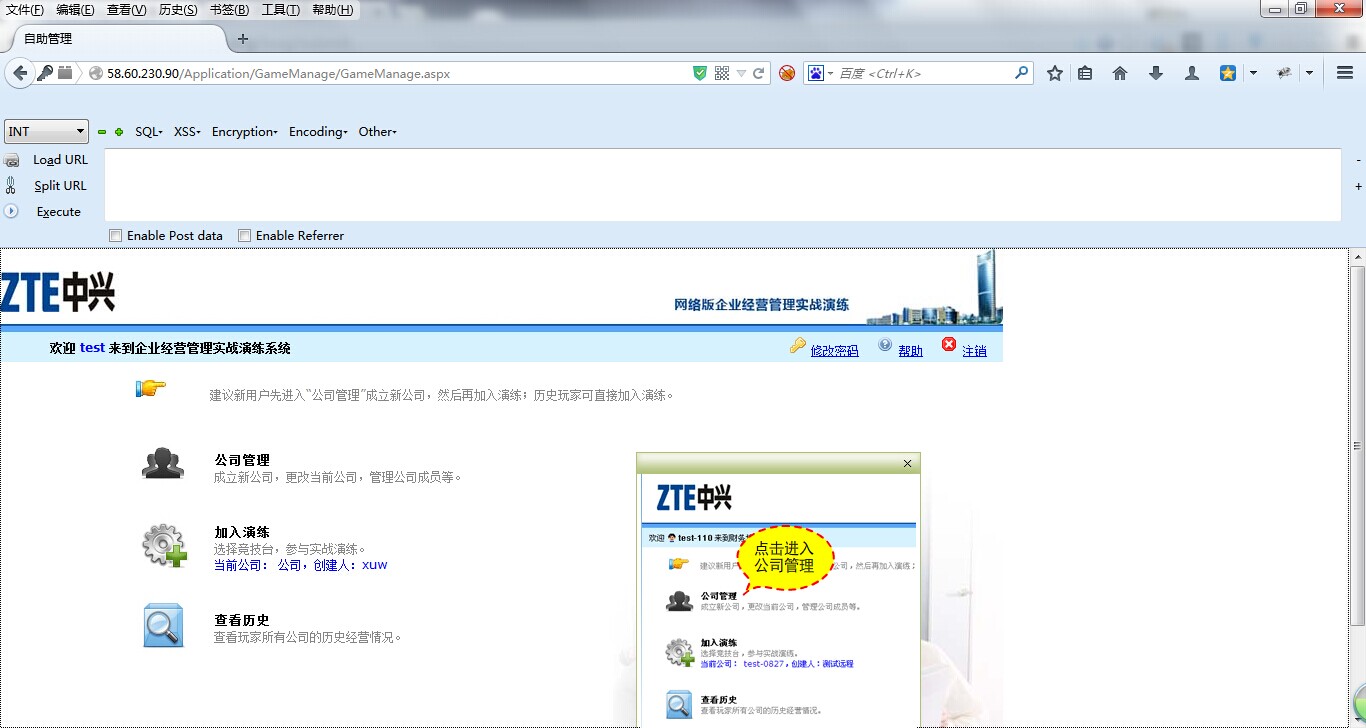 文件(F) 编辑(E) 查看(V) 历史(S) 书签(B) 工具(T) 帮助(H)
自助管理
58.60.230.90/Application/GameManage/GameManage.aspx
百度 <Ctrl+K>
INT SQL XSS Encryption Encoding Other
Load URL
Split URL
Execute
Enable Post data Enable Referrer
ZTE中兴
网络版企业经营管理实战演练
欢迎 test 来到企业经营管理实战演练系统
修改密码 帮助 注销
建议新用户先进入“公司管理”成立新公司，然后再加入演练；历史玩家可直接加入演练。
公司管理
成立新公司，更改当前公司，管理公司成员等。
加入演练
选择竞技台，参与实战演练。
当前公司： 公司，创建人：xuw
查看历史
查看玩家所有公司的历史经营情况。
ZTE中兴
欢迎 test-110 来到财务
点击进入
公司管理
建议新用户 公司，然后再加入演练；
公司管理
成立新公司，更改当前公司，管理公司成员等。
加入演练
选择竞技台，参与实战演练。
当前公司： test-0827，创建人：测试远程
查看历史
查看玩家所有公司的历史经营情况。